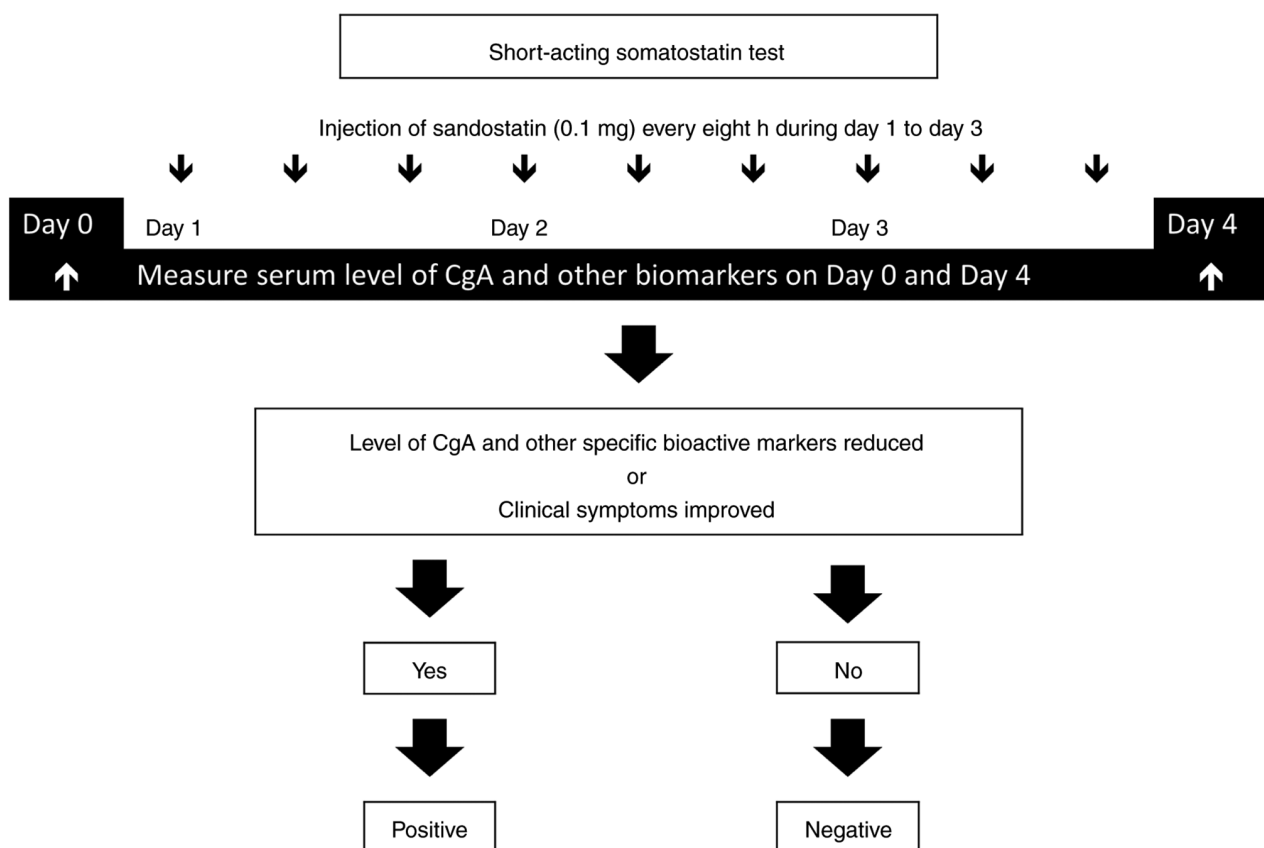 Short-acting somatostatin test
Injection of sandostatin (0.1 mg) every eight h during day 1 to day 3
Day 0
Day 1
Day 2
Day 3
Day 4
Measure serum level of CgA and other biomarkers on Day 0 and Day 4
Level of CgA and other specific bioactive markers reduced
or
Clinical symptoms improved
Yes
No
Positive
Negative